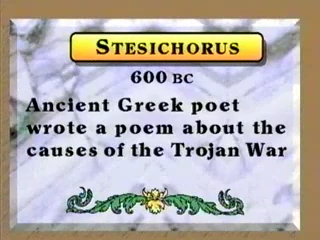 STESICHORUS
600 BC
Ancient Greek poet
wrote a poem about the
causes of the Trojan War